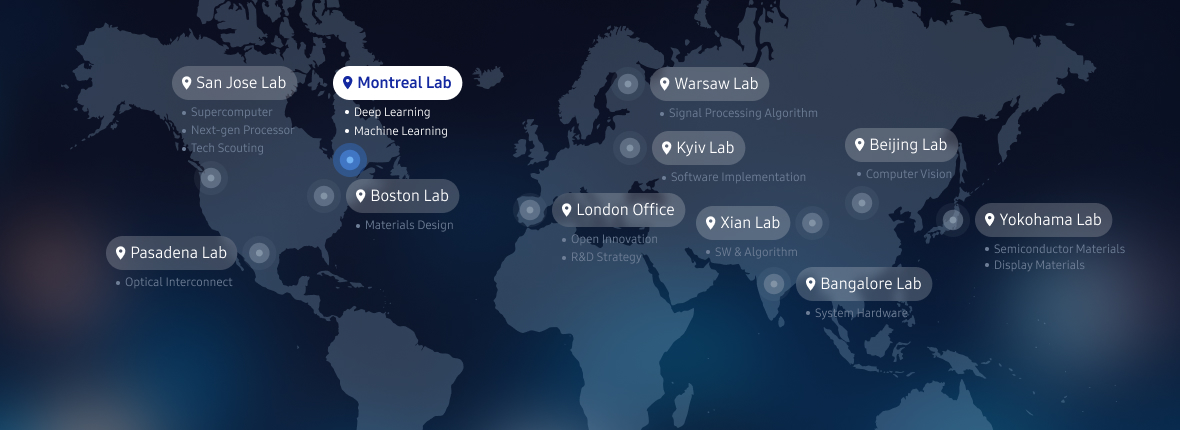 San Jose Lab
• Supercomputer
• Next-gen Processor
• Tech Scouting
Montreal Lab
• Deep Learning
• Machine Learning
Boston Lab
• Materials Design
Pasadena Lab
• Optical Interconnect
Warsaw Lab
• Signal Processing Algorithm
Kyiv Lab
• Software Implementation
London Office
• Open Innovation
• R&D Strategy
Xian Lab
• SW & Algorithm
Beijing Lab
• Computer Vision
Yokohama Lab
• Semiconductor Materials
• Display Materials
Bangalore Lab
• System Hardware